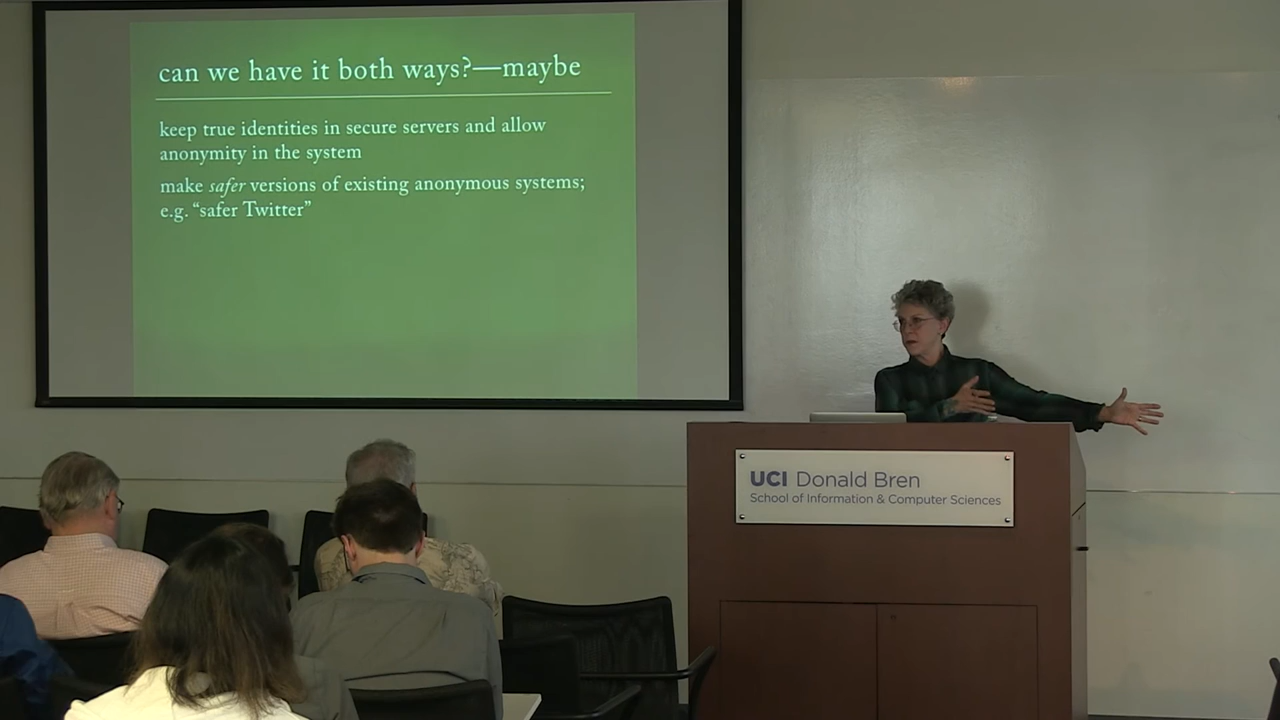 can we have it both ways?—maybe
keep true identities in secure servers and allow
anonymity in the system
make safer versions of existing anonymous systems;
e.g. “safer Twitter”
UCI Donald Bren
School of Information & Computer Sciences